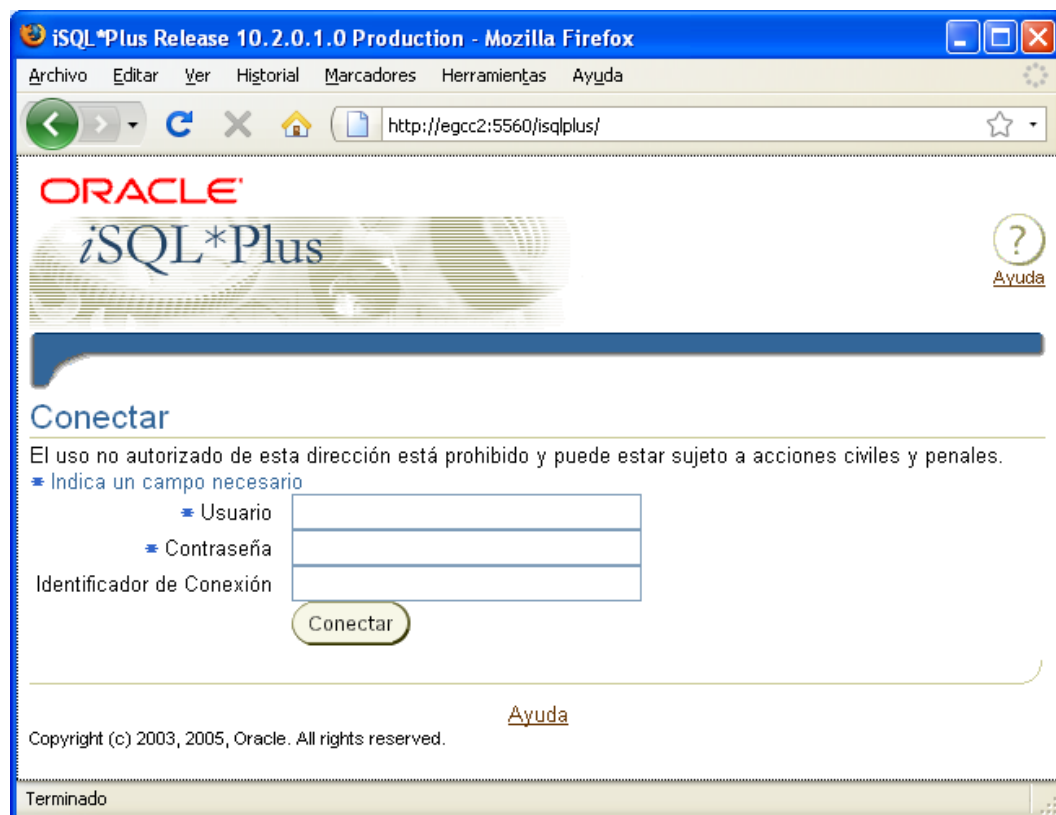 iSQL*Plus Release 10.2.0.1.0 Production - Mozilla Firefox
Archivo Editar Ver Historial Marcadores Herramientas Ayuda
http://egcc2:5560/isqlplus/
ORACLE
iSQL*Plus
?
Ayuda
Conectar
El uso no autorizado de esta dirección está prohibido y puede estar sujeto a acciones civiles y penales.
* Indica un campo necesario
* Usuario
* Contraseña
Identificador de Conexión
Conectar
Ayuda
Copyright (c) 2003, 2005, Oracle. All rights reserved.
Terminado